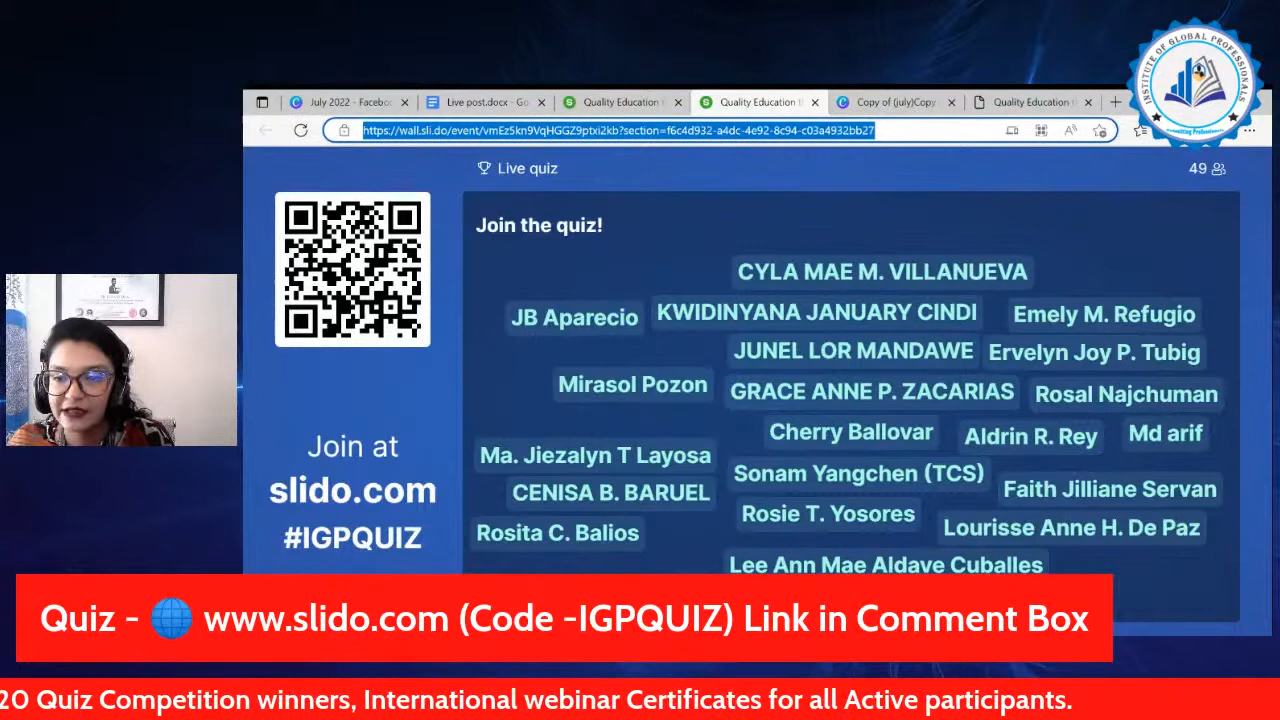 INSTITUTE OF GLOBAL PROFESSIONALS
July 2022 - Faceboo
Live post.docx - Go
Quality Education t
Quality Education th
Copy of (july)Copy
Quality Education th
https://wall.sli.do/event/vmEz5kn9VqHGGZ9ptxi2kb?section=f6c4d932-a4dc-4e92-8c94-c03a4932bb27
Live quiz
49
Join the quiz!
CYLA MAE M. VILLANUEVA
JB Aparecio
KWIDINYANA JANUARY CINDI
Emely M. Refugio
JUNEL LOR MANDAWE
Ervelyn Joy P. Tubig
Mirasol Pozon
GRACE ANNE P. ZACARIAS
Rosal Najchuman
Cherry Ballovar
Aldrin R. Rey
Md arif
Ma. Jiezalyn T Layosa
Sonam Yangchen (TCS)
CENISA B. BARUEL
Faith Jilliane Servan
Rosie T. Yosores
Rosita C. Balios
Lourisse Anne H. De Paz
Lee Ann Mae Aldave Cuballes
Join at
slido.com
#IGPQUIZ
Quiz - 🌐 www.slido.com (Code -IGPQUIZ) Link in Comment Box
20 Quiz Competition winners, International webinar Certificates for all Active participants.